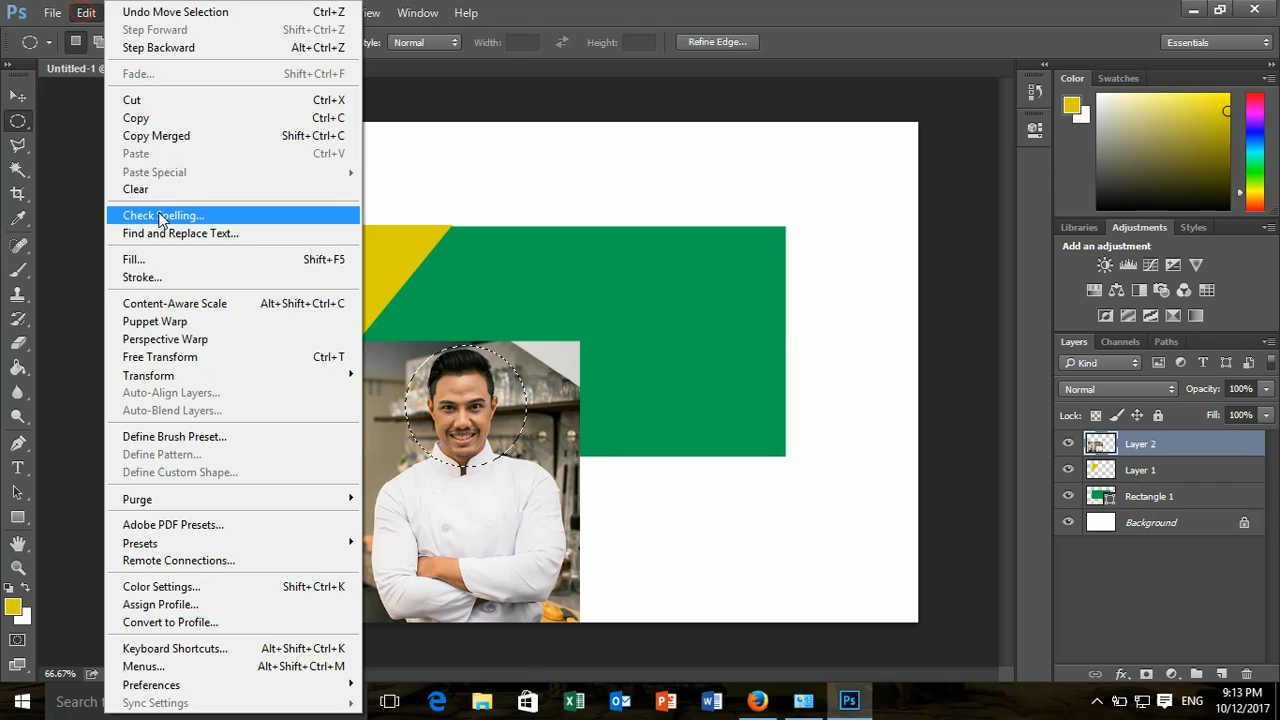 Ps File Edit iew Window Help
tyle: Normal Width: Height: Refine Edge... Essentials
Untitled-1 @
Undo Move Selection Ctrl+Z
Step Forward Shift+Ctrl+Z
Step Backward Alt+Ctrl+Z
Fade... Shift+Ctrl+F
Cut Ctrl+X
Copy Ctrl+C
Copy Merged Shift+Ctrl+C
Paste Ctrl+V
Paste Special
Clear
Check Spelling...
Find and Replace Text...
Fill... Shift+F5
Stroke...
Content-Aware Scale Alt+Shift+Ctrl+C
Puppet Warp
Perspective Warp
Free Transform Ctrl+T
Transform
Auto-Align Layers...
Auto-Blend Layers...
Define Brush Preset...
Define Pattern...
Define Custom Shape...
Purge
Adobe PDF Presets...
Presets
Remote Connections...
Color Settings... Shift+Ctrl+K
Assign Profile...
Convert to Profile...
Keyboard Shortcuts... Alt+Shift+Ctrl+K
Menus... Alt+Shift+Ctrl+M
Preferences
Sync Settings
Color Swatches
Libraries Adjustments Styles
Add an adjustment
Layers Channels Paths
Kind
Normal Opacity: 100%
Lock: Fill: 100%
Layer 2
Layer 1
Rectangle 1
Background
66.67%
Search t
Ps
ENG
9:13 PM
10/12/2017